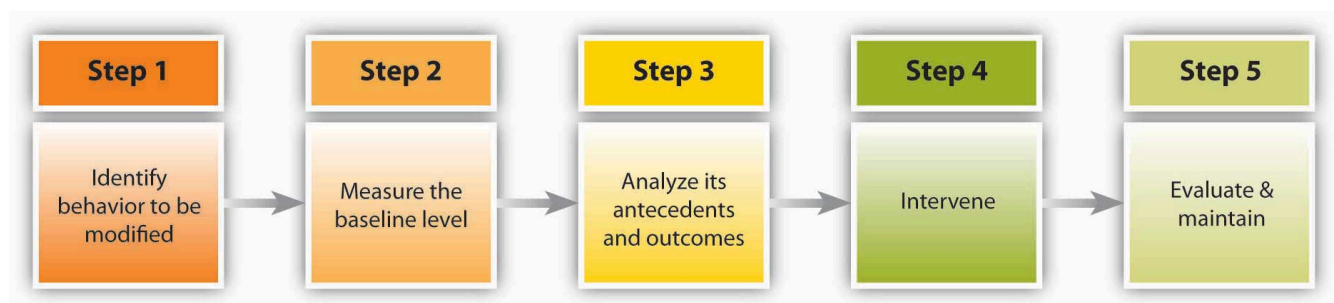 Step 1
Identify
behavior to be
modified
Step 2
Measure the
baseline level
Step 3
Analyze its
antecedents
and outcomes
Step 4
Intervene
Step 5
Evaluate &
maintain